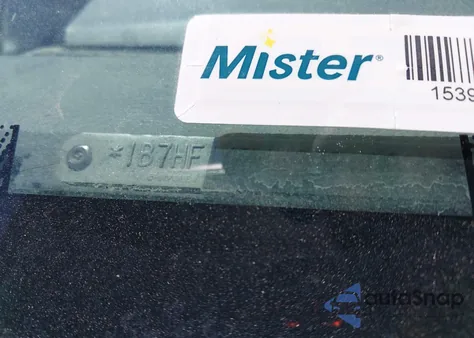 Mister®
1539
*1B7HF
autoSnap